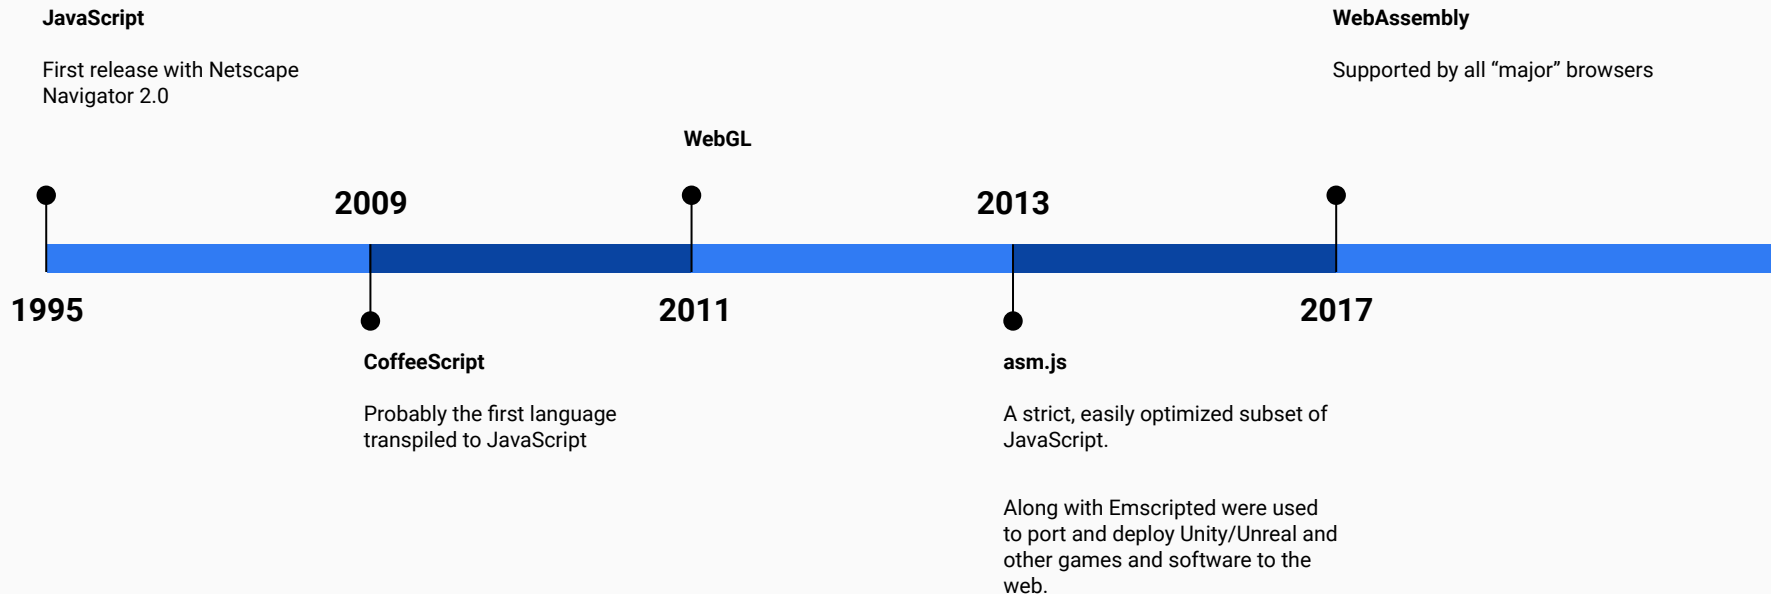 JavaScript
First release with Netscape
Navigator 2.0
1995
2009
CoffeeScript
Probably the first language
transpiled to JavaScript
WebGL
2011
2013
asm.js
A strict, easily optimized subset of
JavaScript.
Along with Emscripted were used
to port and deploy Unity/Unreal and
other games and software to the
web.
WebAssembly
Supported by all “major” browsers
2017